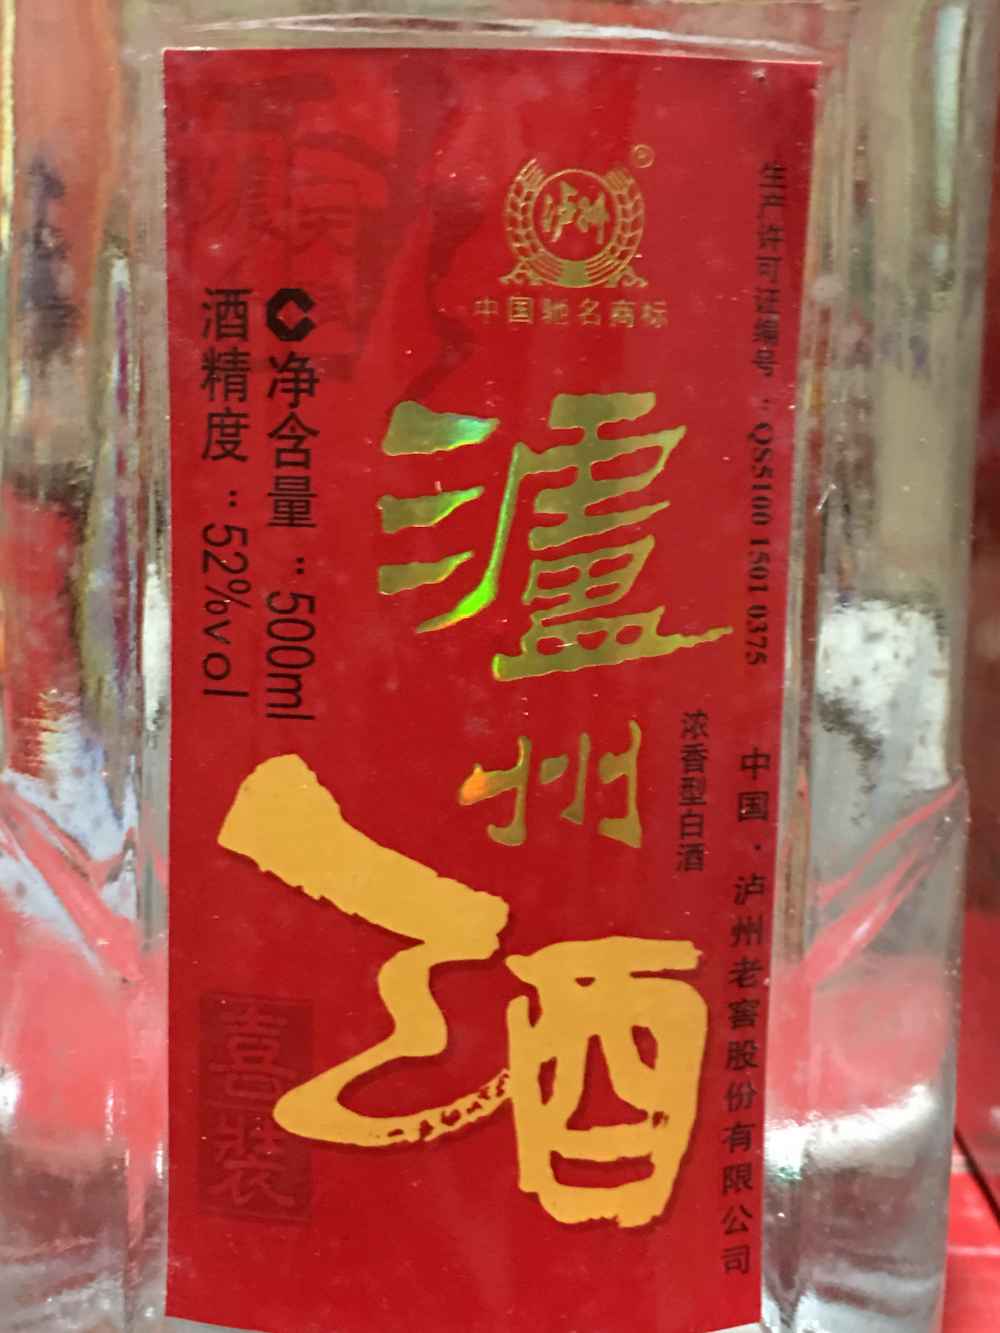 泸州
®
中国驰名商标
瀘州
酒
浓香型白酒
生产许可证编号：QS5100 1501 0375
中国·泸州老窖股份有限公司
净含量：500ml
酒精度：52%vol
喜装